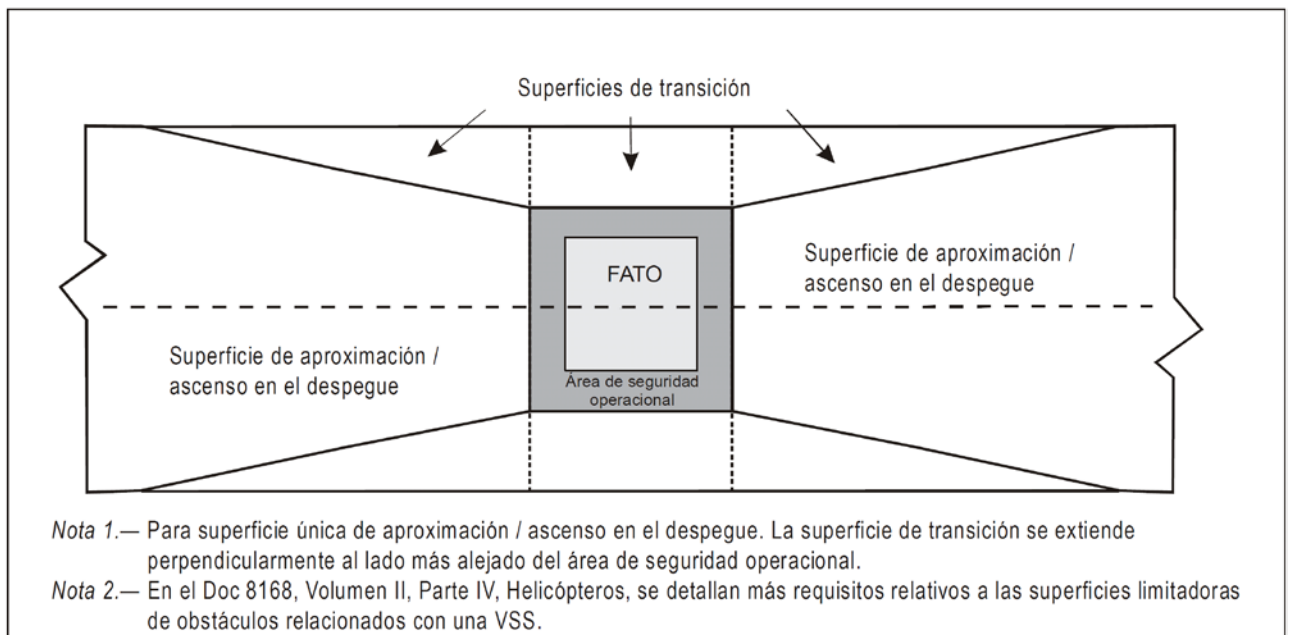 Superficies de transición
Superficie de aproximación /
ascenso en el despegue
FATO
Superficie de aproximación /
ascenso en el despegue
Área de seguridad
operacional
Nota 1.— Para superficie única de aproximación / ascenso en el despegue. La superficie de transición se extiende
perpendicularmente al lado más alejado del área de seguridad operacional.
Nota 2.— En el Doc 8168, Volumen II, Parte IV, Helicópteros, se detallan más requisitos relativos a las superficies limitadoras
de obstáculos relacionados con una VSS.